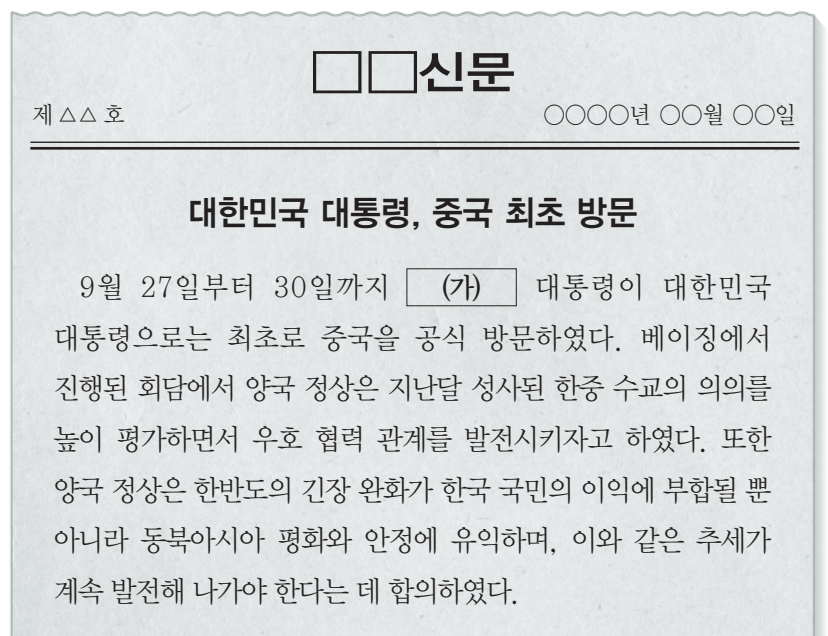 □□신문
제 △△ 호 ○○○○년 ○○월 ○○일
대한민국 대통령, 중국 최초 방문
9월 27일부터 30일까지 (가) 대통령이 대한민국
대통령으로는 최초로 중국을 공식 방문하였다. 베이징에서
진행된 회담에서 양국 정상은 지난달 성사된 한중 수교의 의의를
높이 평가하면서 우호 협력 관계를 발전시키자고 하였다. 또한
양국 정상은 한반도의 긴장 완화가 한국 국민의 이익에 부합될 뿐
아니라 동북아시아 평화와 안정에 유익하며, 이와 같은 추세가
계속 발전해 나가야 한다는 데 합의하였다.